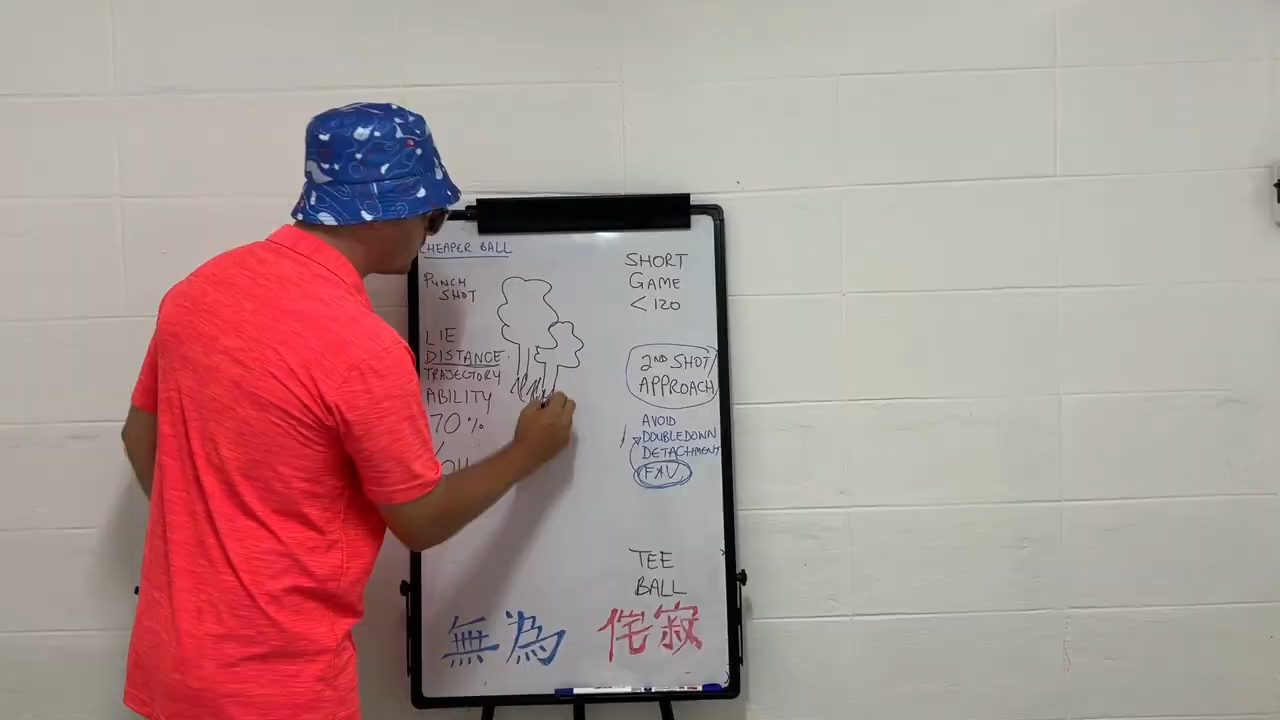 CHEAPER BALL
PUNCH
SHOT
LIE
DISTANCE
TRAJECTORY
ABILITY
70%
SHORT
GAME
< 120
2ND SHOT/
APPROACH
AVOID
DOUBLEDOWN
DETACHMENT
TEE
BALL
無為
侘寂